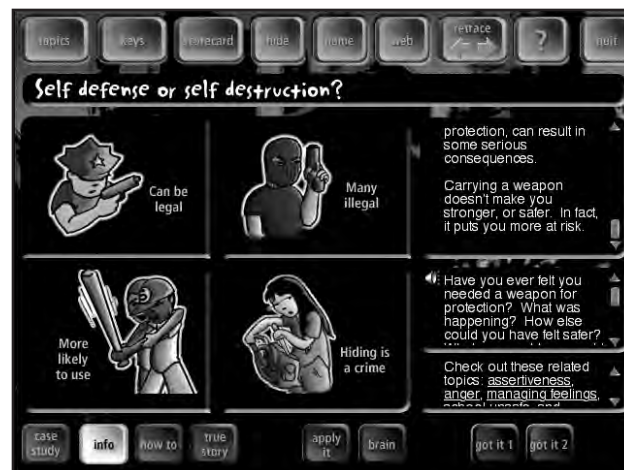 topics
keys
scorecard
hide
name
web
retrace
?
quit
Self defense or self destruction?
Can be
legal
Many
illegal
More
likely
to use
Hiding is
a crime
protection, can result in
some serious
consequences.
Carrying a weapon
doesn't make you
stronger, or safer. In fact,
it puts you more at risk.
Have you ever felt you
needed a weapon for
protection? What was
happening? How else
could you have felt safer?
Check out these related
topics: assertiveness,
anger, managing feelings,
school unsafe, and
case
study
info
how to
true
story
apply
it
brain
got it 1
got it 2